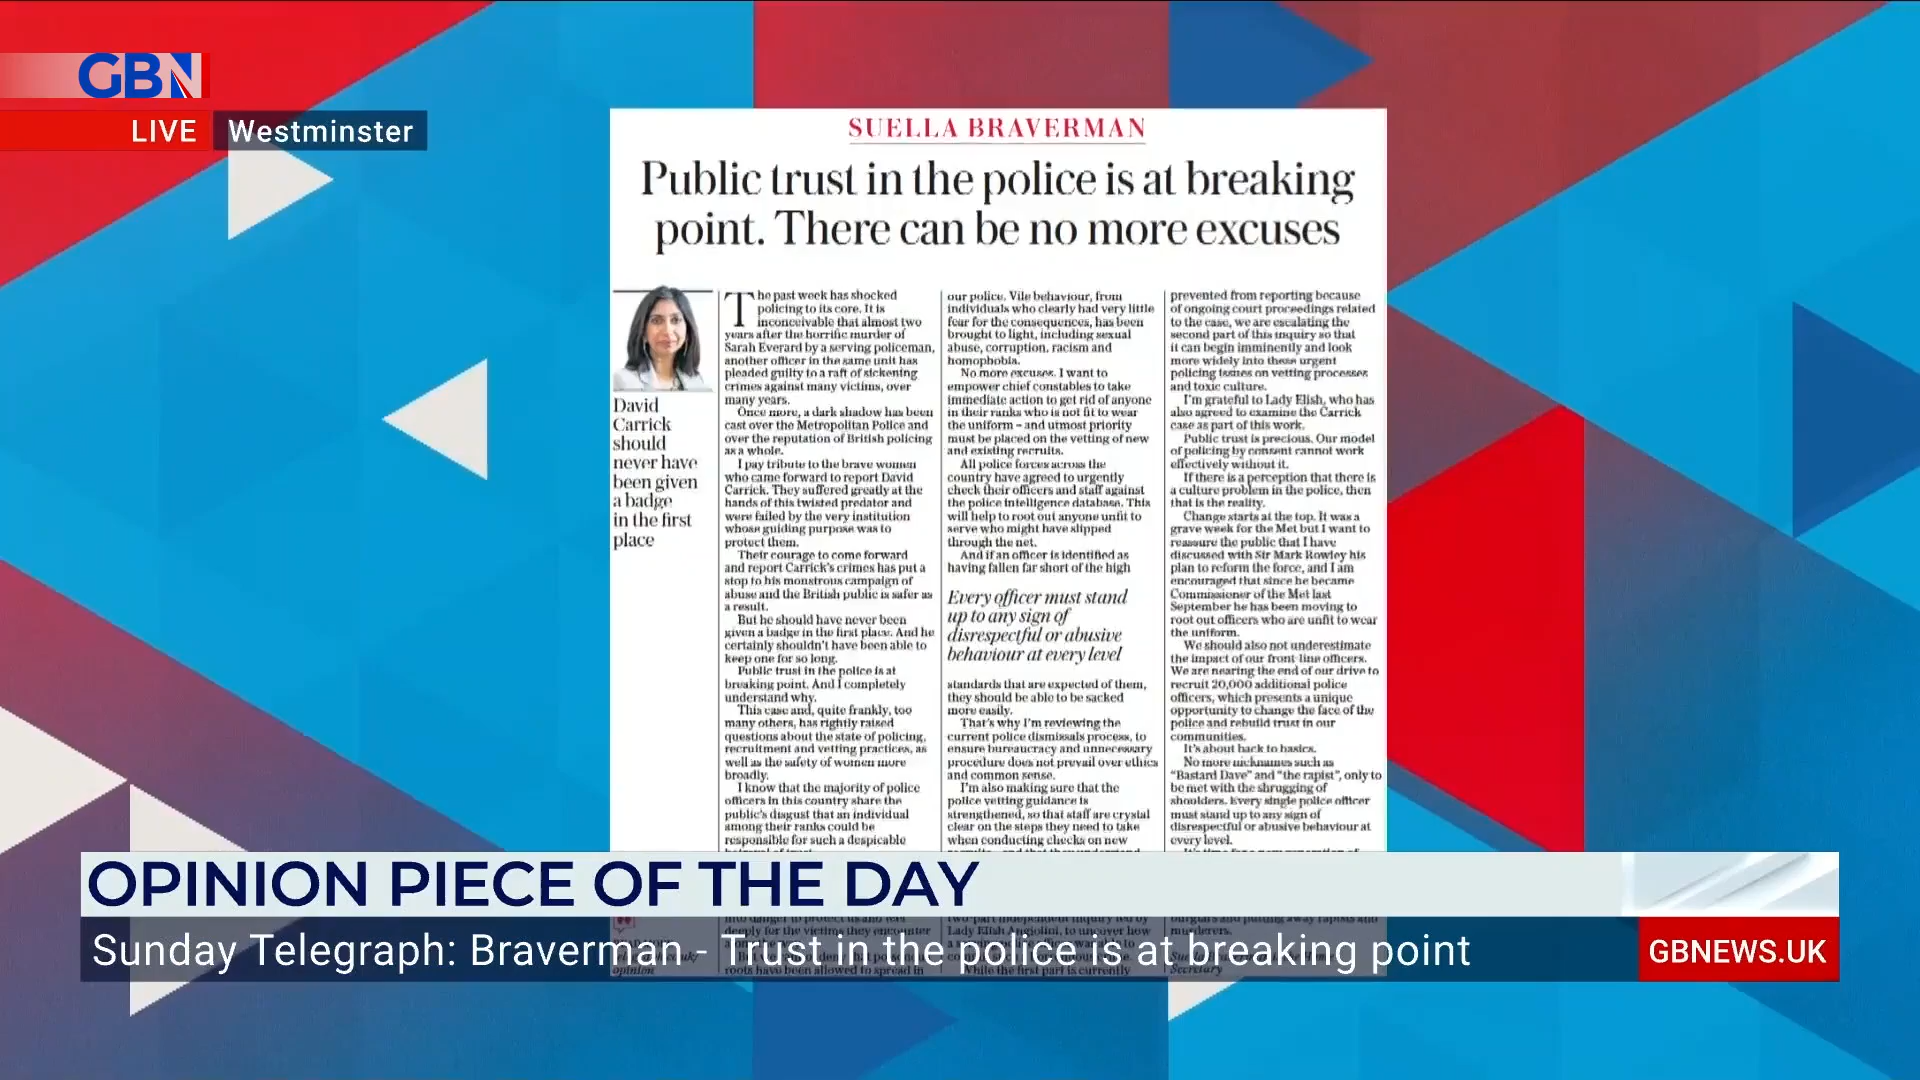 GBN
LIVE Westminster
SUELLA BRAVERMAN
Public trust in the police is at breaking
point. There can be no more excuses
David
Carrick
should
never have
been given
a badge
in the first
place
The past week has shocked
policing to its core. It is
inconceivable that almost two
years after the horrific murder of
Sarah Everard by a serving policeman,
another officer in the same unit has
pleaded guilty to a raft of sickening
crimes against many victims, over
many years.
Once more, a dark shadow has been
cast over the Metropolitan Police and
over the reputation of British policing
as a whole.
I pay tribute to the brave women
who came forward to report David
Carrick. They suffered greatly at the
hands of this twisted predator and
were failed by the very institution
whose guiding purpose was to
protect them.
Their courage to come forward
and report Carrick's crimes has put a
stop to his monstrous campaign of
abuse and the British public is safer as
a result.
But he should have never been
given a badge in the first place. And he
certainly shouldn't have been able to
keep one for so long.
Public trust in the police is at
breaking point. And I completely
understand why.
This case and, quite frankly, too
many others, has rightly raised
questions about the state of policing,
recruitment and vetting practices, as
well as the safety of women more
broadly.
I know that the majority of police
officers in this country share the
public's disgust that an individual
among their ranks could be
responsible for such a despicable
our police. Vile behaviour, from
individuals who clearly had very little
fear for the consequences, has been
brought to light, including sexual
abuse, corruption, racism and
homophobia.
No more excuses. I want to
empower chief constables to take
immediate action to get rid of anyone
in their ranks who is not fit to wear
the uniform – and utmost priority
must be placed on the vetting of new
and existing recruits.
All police forces across the
country have agreed to urgently
check their officers and staff against
the police intelligence database. This
will help to root out anyone unfit to
serve who might have slipped
through the net.
And if an officer is identified as
having fallen far short of the high
Every officer must stand
up to any sign of
disrespectful or abusive
behaviour at every level
standards that are expected of them,
they should be able to be sacked
more easily.
That's why I'm reviewing the
current police dismissals process, to
ensure bureaucracy and unnecessary
procedure does not prevail over ethics
and common sense.
I'm also making sure that the
police vetting guidance is
strengthened, so that staff are crystal
clear on the steps they need to take
when conducting checks on new
prevented from reporting because
of ongoing court proceedings related
to the case, we are escalating the
second part of this inquiry so that
it can begin imminently and look
more widely into these urgent
policing issues on vetting processes
and toxic culture.
I'm grateful to Lady Elish, who has
also agreed to examine the Carrick
case as part of this work.
Public trust is precious. Our model
of policing by consent cannot work
effectively without it.
If there is a perception that there is
a culture problem in the police, then
that is the reality.
Change starts at the top. It was a
grave week for the Met but I want to
reassure the public that I have
discussed with Sir Mark Rowley his
plan to reform the force, and I am
encouraged that since he became
Commissioner of the Met last
September he has been moving to
root out officers who are unfit to wear
the uniform.
We should also not underestimate
the impact of our front-line officers.
We are nearing the end of our drive to
recruit 20,000 additional police
officers, which presents a unique
opportunity to change the face of the
police and rebuild trust in our
communities.
It's about back to basics.
No more nicknames such as
"Bastard Dave" and "the rapist", only to
be met with the shrugging of
shoulders. Every single police officer
must stand up to any sign of
disrespectful or abusive behaviour at
every level.
OPINION PIECE OF THE DAY
Sunday Telegraph: Braverman - Trust in the police is at breaking point
GBNEWS.UK